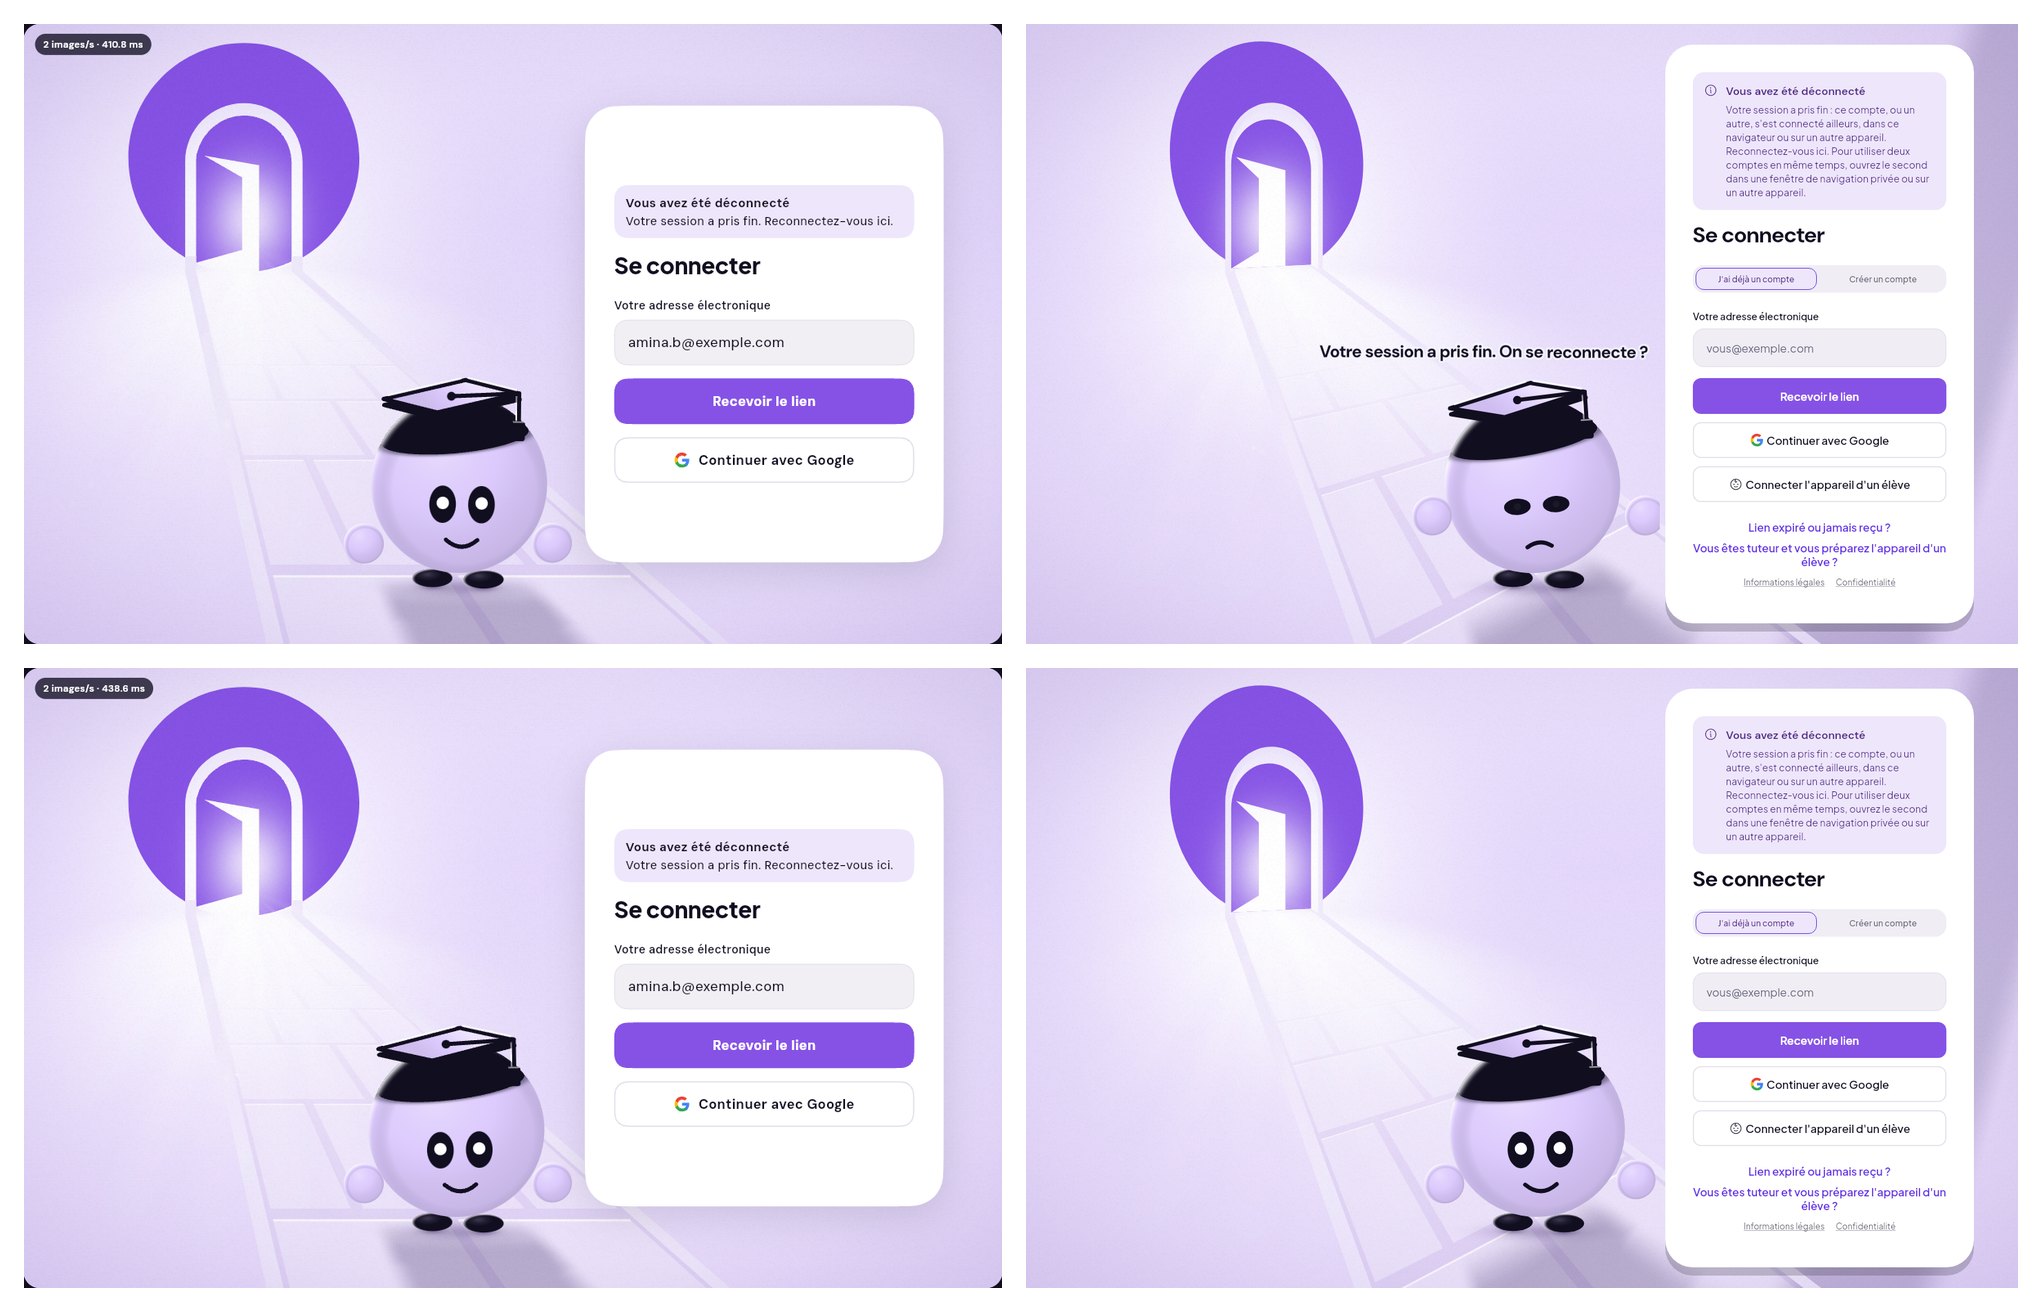 2 images/s · 410.8 ms
Vous avez été déconnecté
Votre session a pris fin. Reconnectez-vous ici.
Se connecter
Votre adresse électronique
amina.b@exemple.com
Recevoir le lien
Continuer avec Google
Votre session a pris fin. On se reconnecte ?
Vous avez été déconnecté
Votre session a pris fin : ce compte, ou un
autre, s'est connecté ailleurs, dans ce
navigateur ou sur un autre appareil.
Reconnectez-vous ici. Pour utiliser deux
comptes en même temps, ouvrez le second
dans une fenêtre de navigation privée ou sur
un autre appareil.
Se connecter
J'ai déjà un compte
Créer un compte
Votre adresse électronique
vous@exemple.com
Recevoir le lien
Continuer avec Google
Connecter l'appareil d'un élève
Lien expiré ou jamais reçu ?
Vous êtes tuteur et vous préparez l'appareil d'un
élève ?
Informations légales Confidentialité
2 images/s · 438.6 ms
Vous avez été déconnecté
Votre session a pris fin. Reconnectez-vous ici.
Se connecter
Votre adresse électronique
amina.b@exemple.com
Recevoir le lien
Continuer avec Google
Vous avez été déconnecté
Votre session a pris fin : ce compte, ou un
autre, s'est connecté ailleurs, dans ce
navigateur ou sur un autre appareil.
Reconnectez-vous ici. Pour utiliser deux
comptes en même temps, ouvrez le second
dans une fenêtre de navigation privée ou sur
un autre appareil.
Se connecter
J'ai déjà un compte
Créer un compte
Votre adresse électronique
vous@exemple.com
Recevoir le lien
Continuer avec Google
Connecter l'appareil d'un élève
Lien expiré ou jamais reçu ?
Vous êtes tuteur et vous préparez l'appareil d'un
élève ?
Informations légales Confidentialité